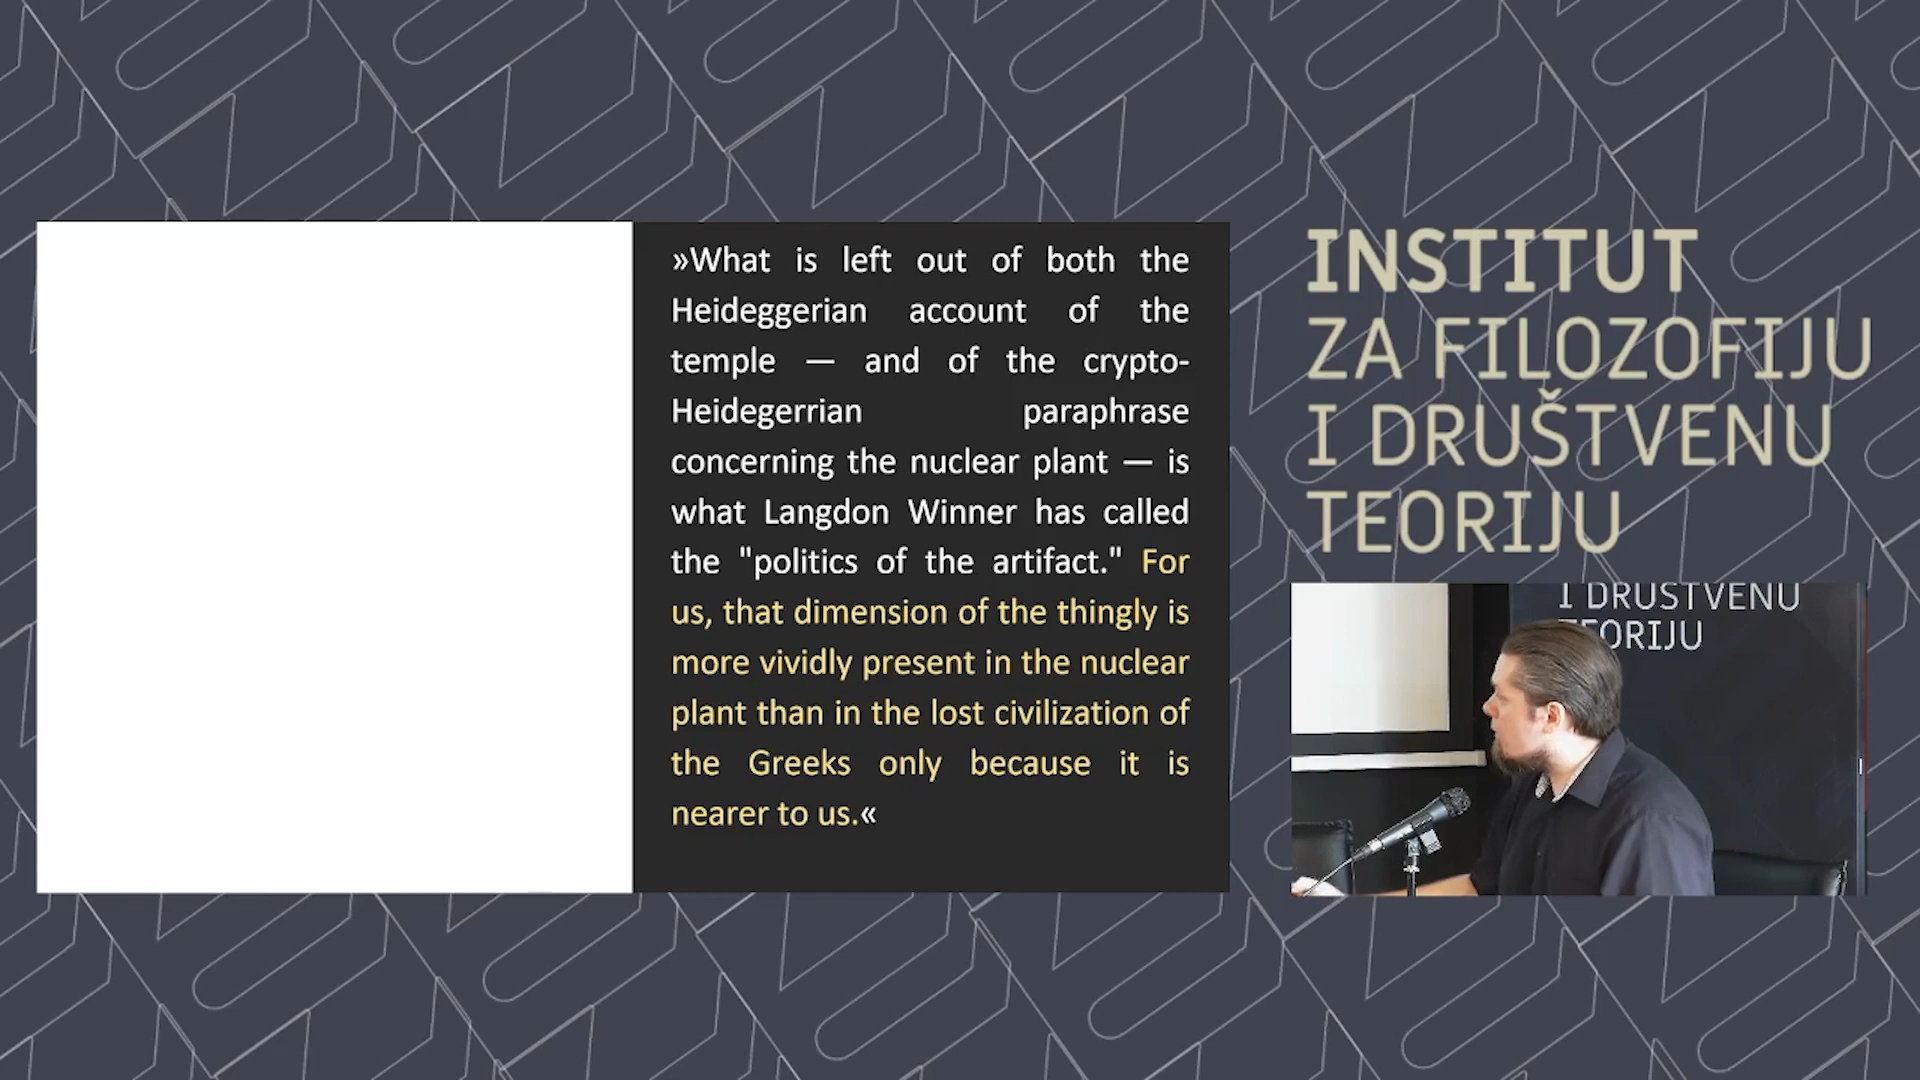 »What is left out of both the
Heideggerian account of the
temple — and of the crypto-
Heidegerrian paraphrase
concerning the nuclear plant — is
what Langdon Winner has called
the "politics of the artifact." For
us, that dimension of the thingly is
more vividly present in the nuclear
plant than in the lost civilization of
the Greeks only because it is
nearer to us.«
INSTITUT
ZA FILOZOFIJU
I DRUŠTVENU
TEORIJU
I DRUŠTVENU
TEORIJU